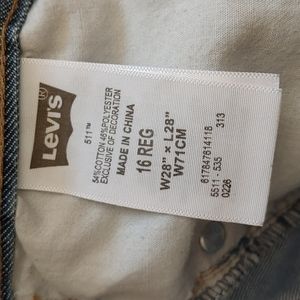 LEVI'S®
511™
54% COTTON 46% POLYESTER
EXCLUSIVE OF DECORATION
MADE IN CHINA
16 REG
W28" × L28"
W71CM
617847614118 313
5511 - 535
0226